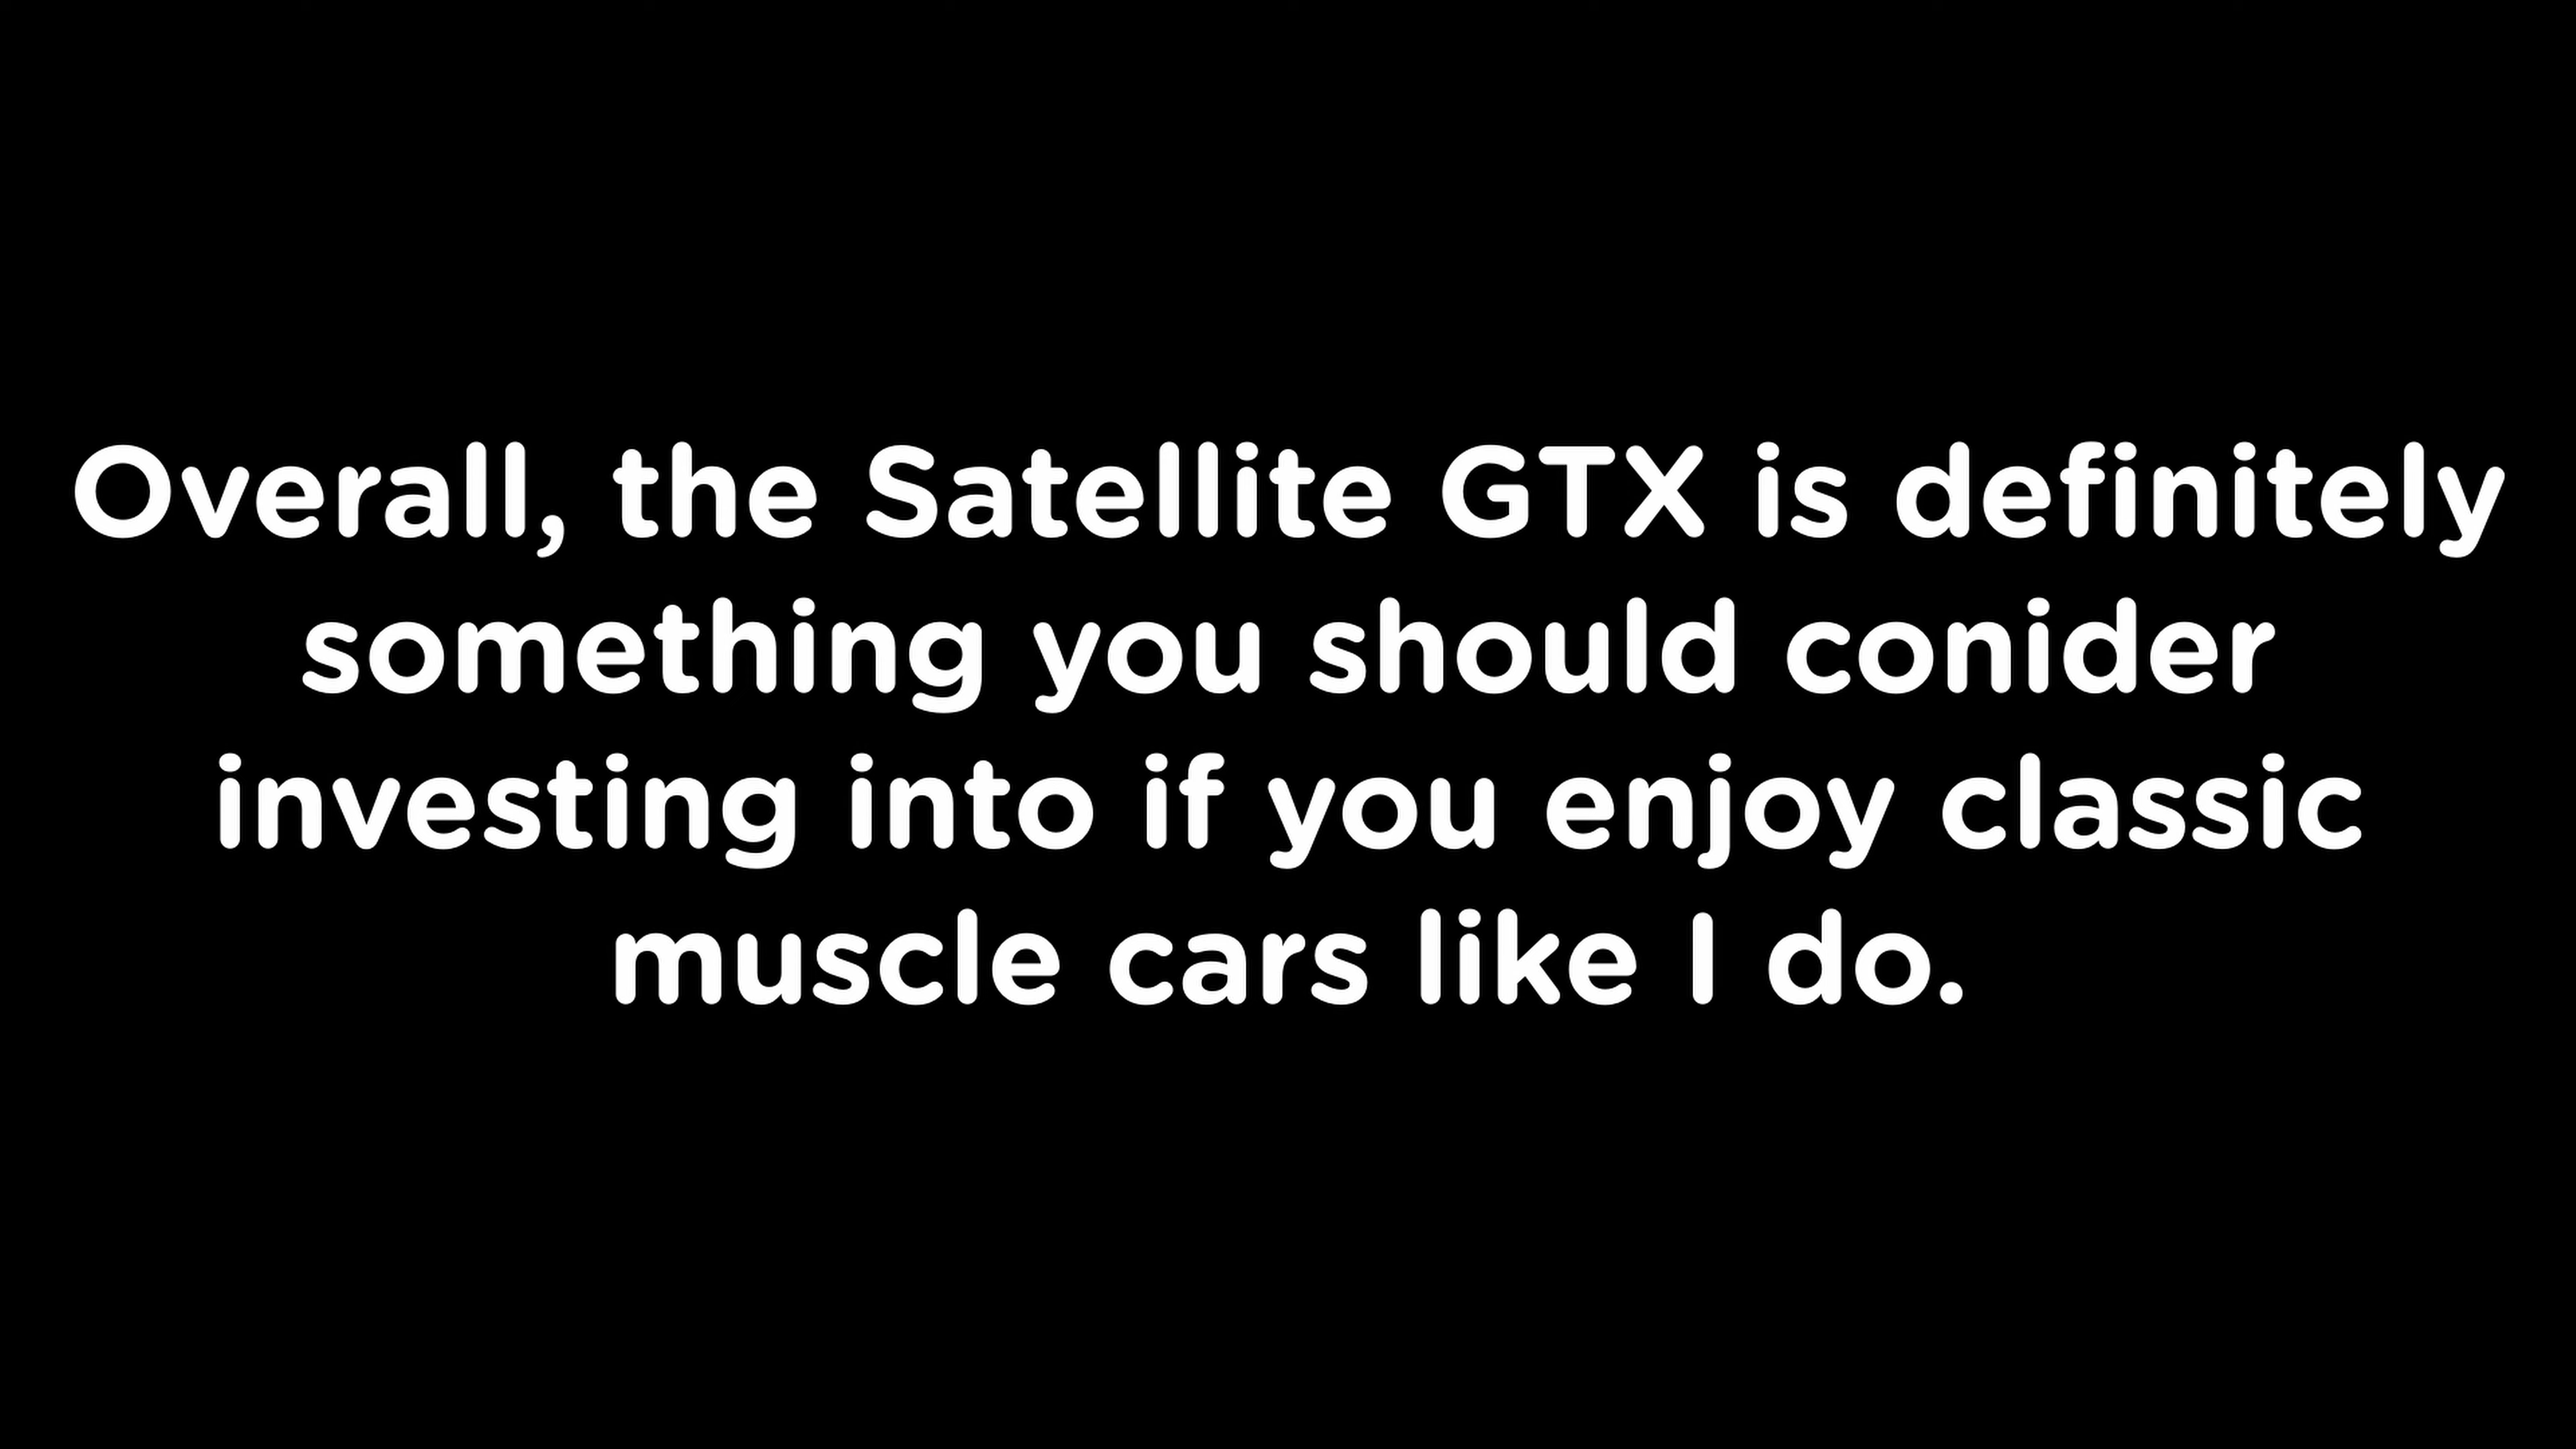 Overall, the Satellite GTX is definitely
something you should conider
investing into if you enjoy classic
muscle cars like I do.